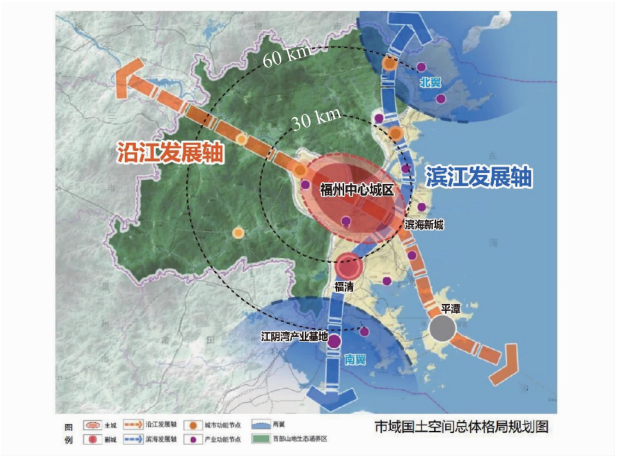 60 km
北翼
30 km
沿江发展轴
福州中心城区
滨江发展轴
滨海新城
福清
平潭
江阴湾产业基地
南翼
市域国土空间总体格局规划图
图例
主城
沿江发展轴
城市功能节点
两翼
副城
滨海发展轴
产业功能节点
西部山地生态涵养区